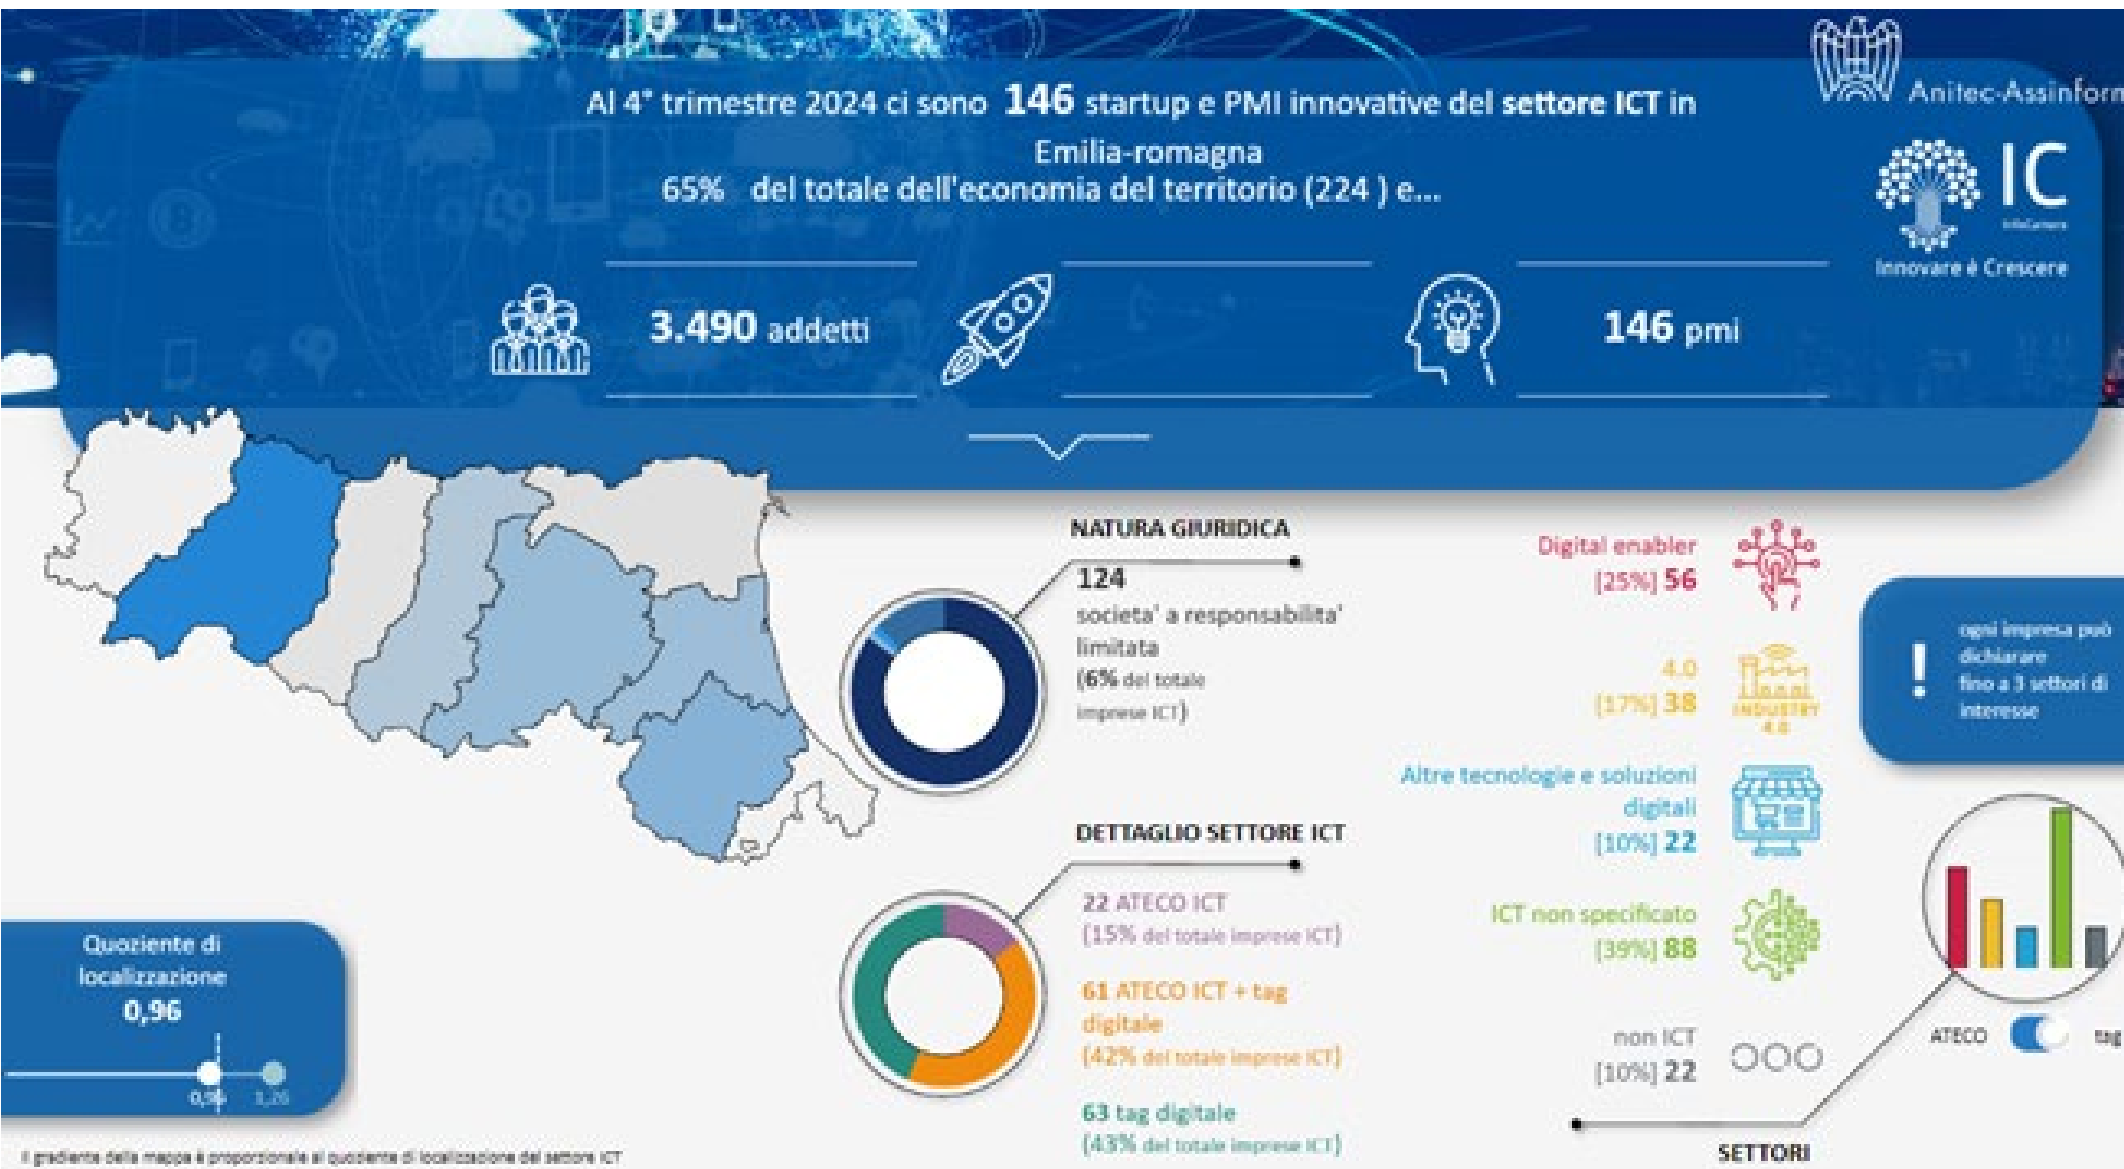 Al 4° trimestre 2024 ci sono 146 startup e PMI innovative del settore ICT in
Emilia-romagna
65% del totale dell'economia del territorio (224 ) e...
Anitec-Assinform
IC
InfoCamere
Innovare è Crescere
3.490 addetti
146 pmi
NATURA GIURIDICA
124
societa' a responsabilita'
limitata
(6% del totale
imprese ICT)
DETTAGLIO SETTORE ICT
22 ATECO ICT
(15% del totale imprese ICT)
61 ATECO ICT + tag
digitale
(42% del totale imprese ICT)
63 tag digitale
(43% del totale imprese ICT)
Digital enabler
[25%] 56
4.0
[17%] 38
INDUSTRY
4.0
Altre tecnologie e soluzioni
digitali
[10%] 22
ICT non specificato
[39%] 88
non ICT
[10%] 22
SETTORI
!
ogni impresa può
dichiarare
fino a 3 settori di
interesse
ATECO
tag
Quoziente di
localizzazione
0,96
0,96 1,26
Il gradiente della mappa è proporzionale al quoziente di localizzazione del settore ICT